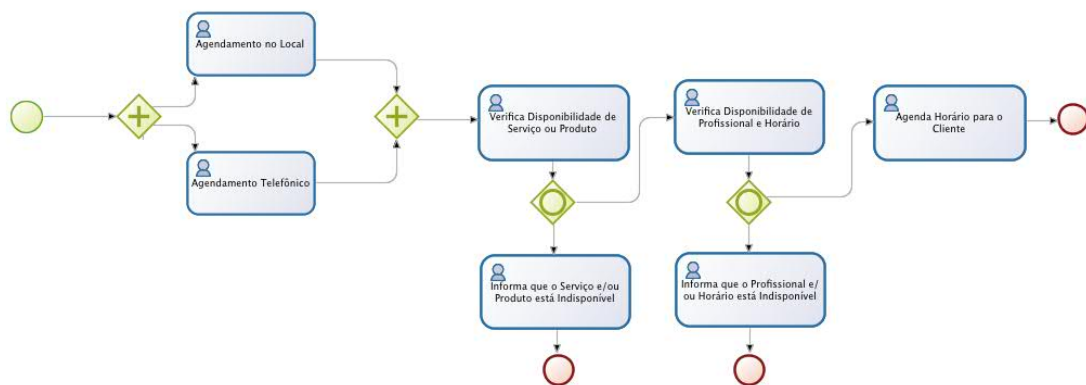 Agendamento no Local
Agendamento Telefônico
Verifica Disponibilidade de
Serviço ou Produto
Verifica Disponibilidade de
Profissional e Horário
Agenda Horário para o
Cliente
Informa que o Serviço e/ou
Produto está Indisponível
Informa que o Profissional e/
ou Horário está Indisponível